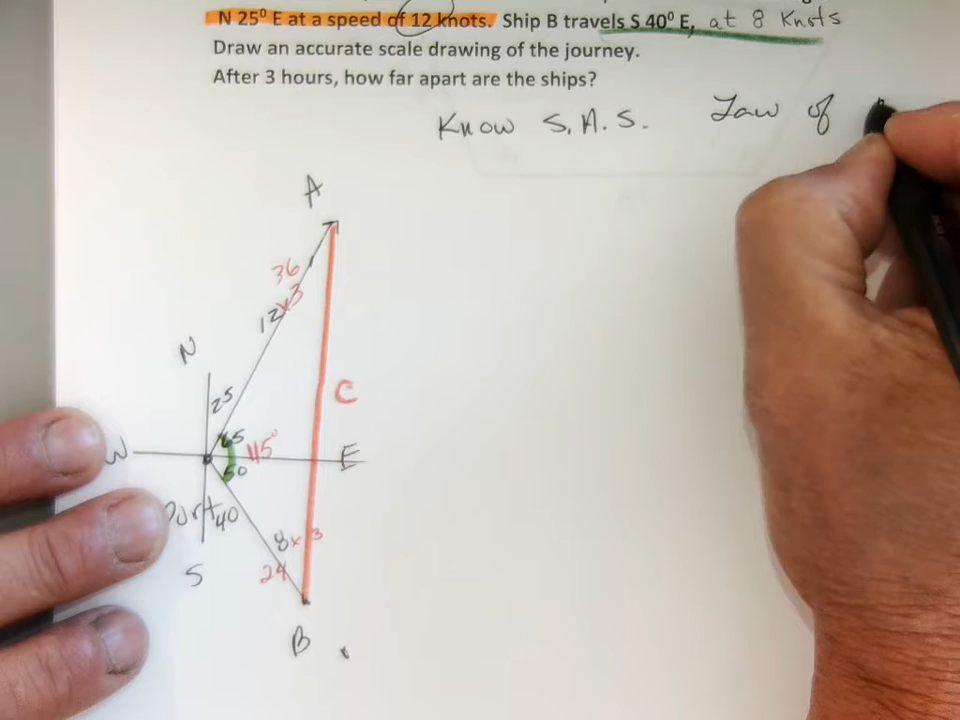 N 25⁰ E at a speed of 12 knots. Ship B travels S 40⁰ E, at 8 Knots
Draw an accurate scale drawing of the journey.
After 3 hours, how far apart are the ships?
Know S.A.S. Law of
A
36
12x3
N
25
C
65
115°
W
E
50
Port
40
8x3
24
S
B